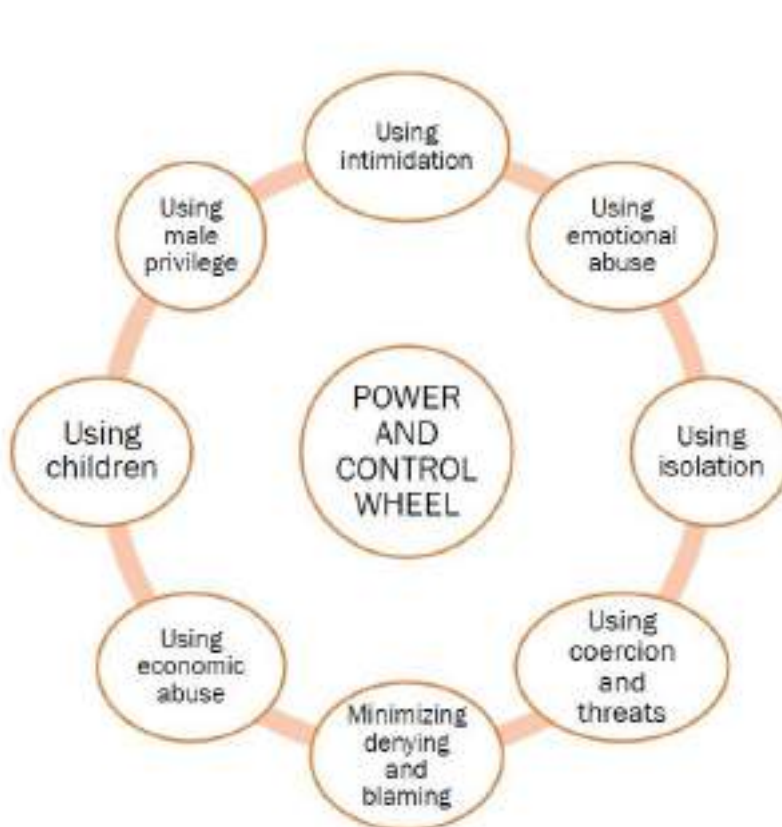 Using
intimidation
Using
emotional
abuse
Using
isolation
Using
coercion
and
threats
Minimizing
denying
and
blaming
Using
economic
abuse
Using
children
Using
male
privilege
POWER
AND
CONTROL
WHEEL